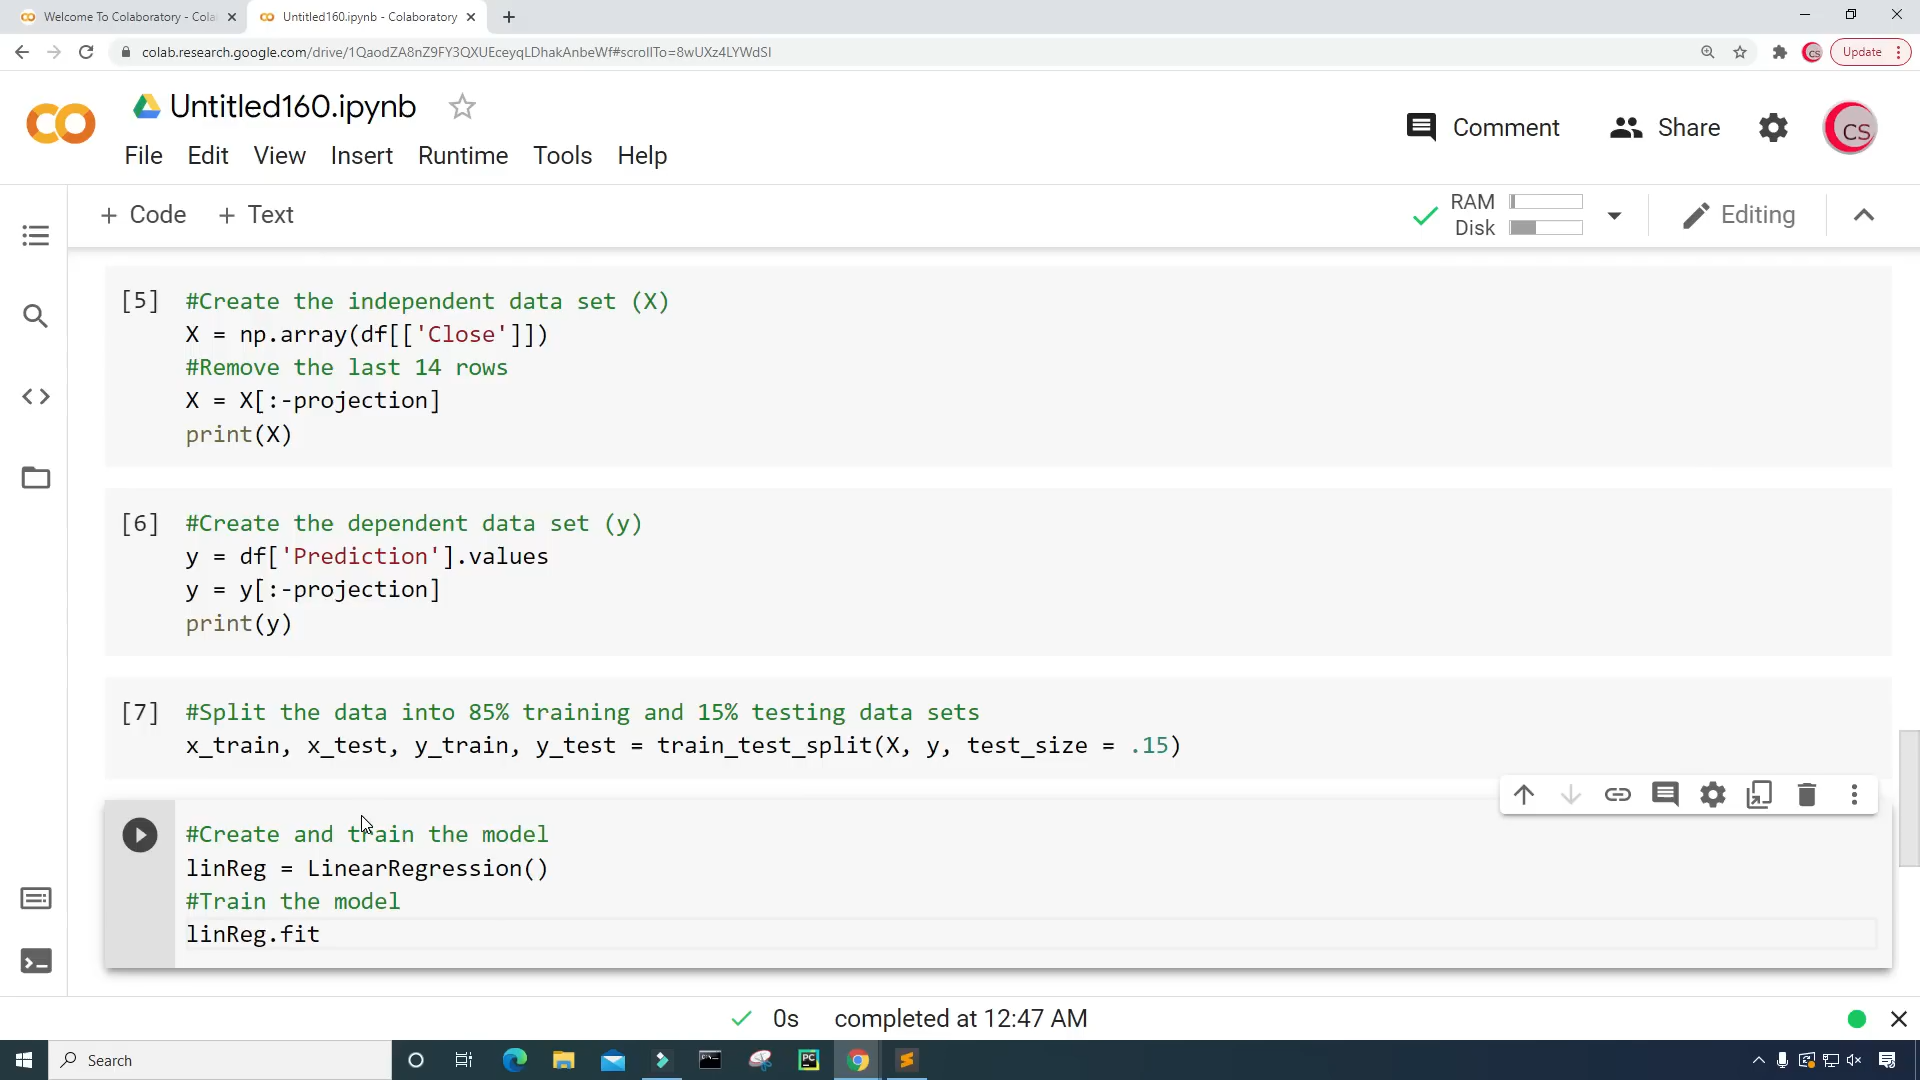 Welcome To Colaboratory - Cola
Untitled160.ipynb - Colaboratory
colab.research.google.com/drive/1QaodZA8nZ9FY3QXUEceyqLDhakAnbeWf#scrollTo=8wUXz4LYWdSI
CS
Update
Untitled160.ipynb
Comment
Share
CS
File Edit View Insert Runtime Tools Help
+ Code + Text
RAM
Disk
Editing
[5] #Create the independent data set (X)
X = np.array(df[['Close']])
#Remove the last 14 rows
X = X[:-projection]
print(X)
[6] #Create the dependent data set (y)
y = df['Prediction'].values
y = y[:-projection]
print(y)
[7] #Split the data into 85% training and 15% testing data sets
x_train, x_test, y_train, y_test = train_test_split(X, y, test_size = .15)
#Create and train the model
linReg = LinearRegression()
#Train the model
linReg.fit
0s completed at 12:47 AM
Search
PC